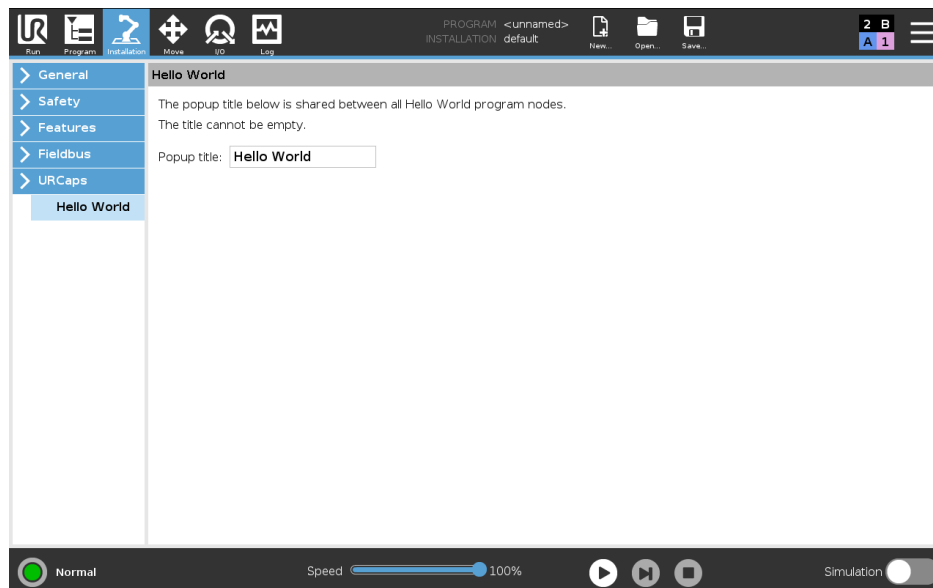 UR
Run
Program
Installation
Move
I/O
Log
PROGRAM <unnamed>
INSTALLATION default
New...
Open...
Save...
2 B
A 1
General
Safety
Features
Fieldbus
URCaps
Hello World
Hello World
The popup title below is shared between all Hello World program nodes.
The title cannot be empty.
Popup title: Hello World
Normal
Speed 100%
Simulation